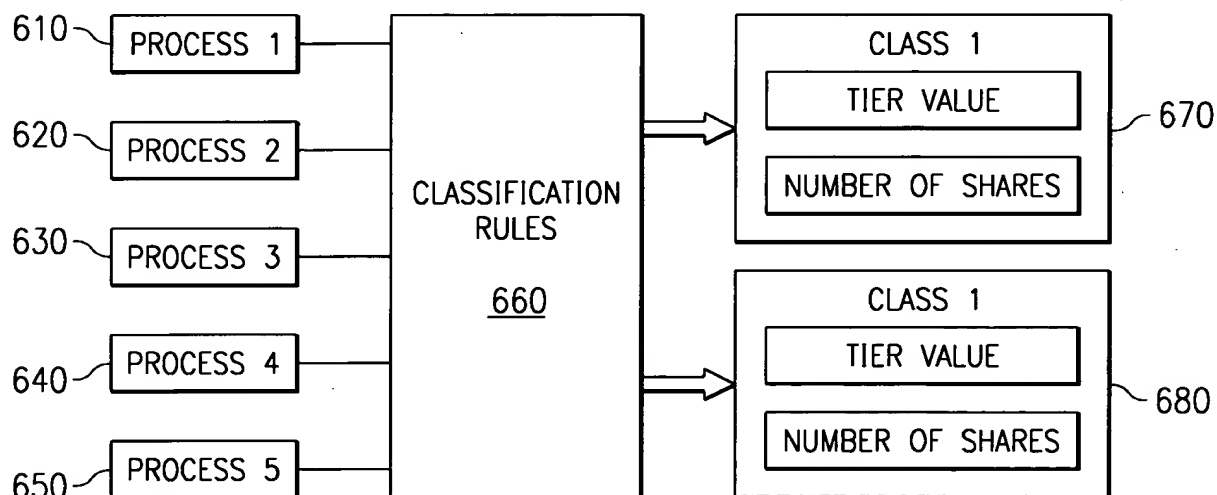 610
PROCESS 1
620
PROCESS 2
630
PROCESS 3
640
PROCESS 4
650
PROCESS 5
CLASSIFICATION
RULES
660
CLASS 1
TIER VALUE
NUMBER OF SHARES
670
CLASS 1
TIER VALUE
NUMBER OF SHARES
680